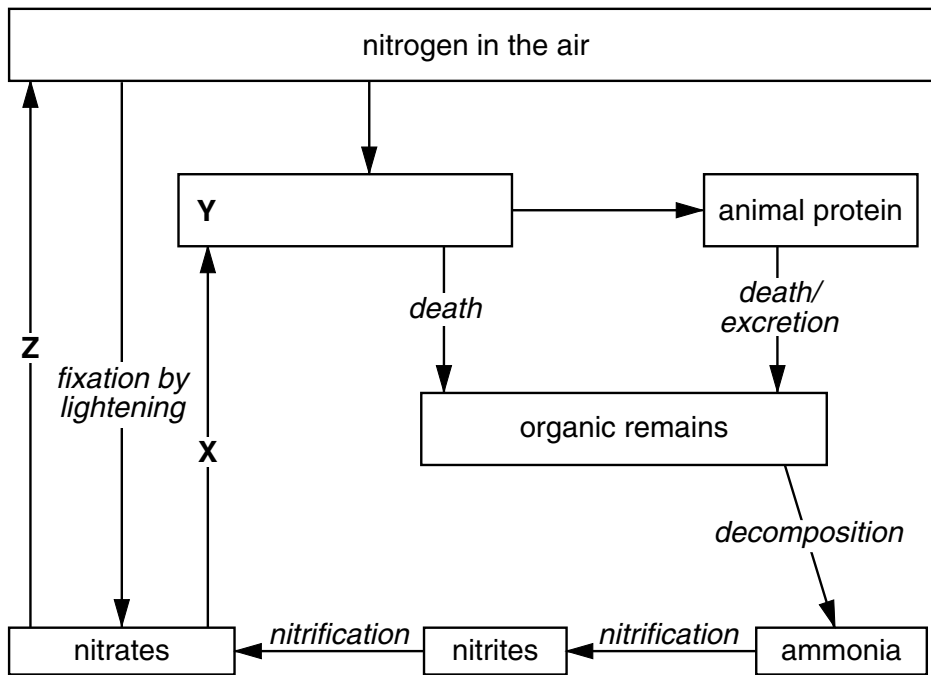 nitrogen in the air
Y
animal protein
death
death/
excretion
Z
fixation by
lightening
X
organic remains
decomposition
nitrates
nitrification
nitrites
nitrification
ammonia